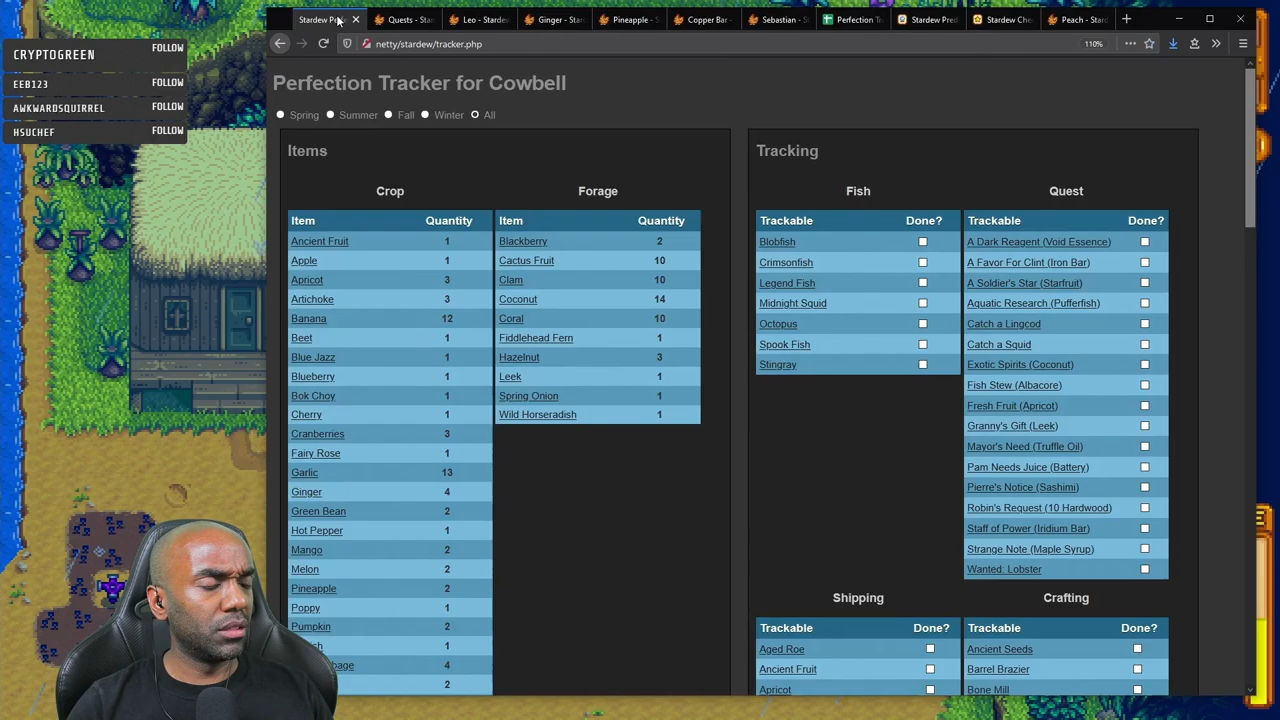 Stardew Pe
Quests - Stan
Leo - Stardew
Ginger - Star
Pineapple - S
Copper Bar -
Sebastian - S
Perfection Tr
Stardew Pred
Stardew Che
Peach - Stard
netty/stardew/tracker.php
110%
CRYPTOGREEN FOLLOW
EEB123 FOLLOW
AWKWARDSQUIRREL FOLLOW
HSUCHEF FOLLOW
Perfection Tracker for Cowbell
Spring Summer Fall Winter All
Items
Crop
Item Quantity
Ancient Fruit 1
Apple 1
Apricot 3
Artichoke 3
Banana 12
Beet 1
Blue Jazz 1
Blueberry 1
Bok Choy 1
Cherry 1
Cranberries 3
Fairy Rose 1
Garlic 13
Ginger 4
Green Bean 2
Hot Pepper 1
Mango 2
Melon 2
Pineapple 2
Poppy 1
Pumpkin 2
1
bage 4
2
Forage
Item Quantity
Blackberry 2
Cactus Fruit 10
Clam 10
Coconut 14
Coral 10
Fiddlehead Fern 1
Hazelnut 3
Leek 1
Spring Onion 1
Wild Horseradish 1
Tracking
Fish
Trackable Done?
Blobfish
Crimsonfish
Legend Fish
Midnight Squid
Octopus
Spook Fish
Stingray
Quest
Trackable Done?
A Dark Reagent (Void Essence)
A Favor For Clint (Iron Bar)
A Soldier's Star (Starfruit)
Aquatic Research (Pufferfish)
Catch a Lingcod
Catch a Squid
Exotic Spirits (Coconut)
Fish Stew (Albacore)
Fresh Fruit (Apricot)
Granny's Gift (Leek)
Mayor's Need (Truffle Oil)
Pam Needs Juice (Battery)
Pierre's Notice (Sashimi)
Robin's Request (10 Hardwood)
Staff of Power (Iridium Bar)
Strange Note (Maple Syrup)
Wanted: Lobster
Shipping
Trackable Done?
Aged Roe
Ancient Fruit
Apricot
Crafting
Trackable Done?
Ancient Seeds
Barrel Brazier
Bone Mill